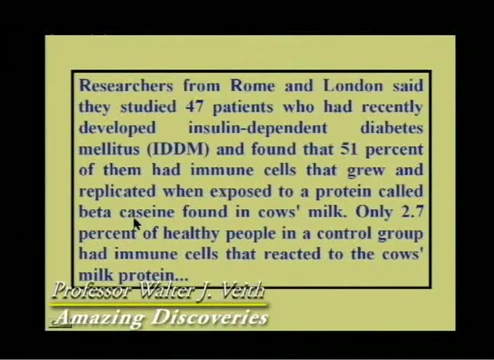 Researchers from Rome and London said
they studied 47 patients who had recently
developed insulin-dependent diabetes
mellitus (IDDM) and found that 51 percent
of them had immune cells that grew and
replicated when exposed to a protein called
beta caseine found in cows' milk. Only 2.7
percent of healthy people in a control group
had immune cells that reacted to the cows'
milk protein...
Professor Walter J. Veith
Amazing Discoveries